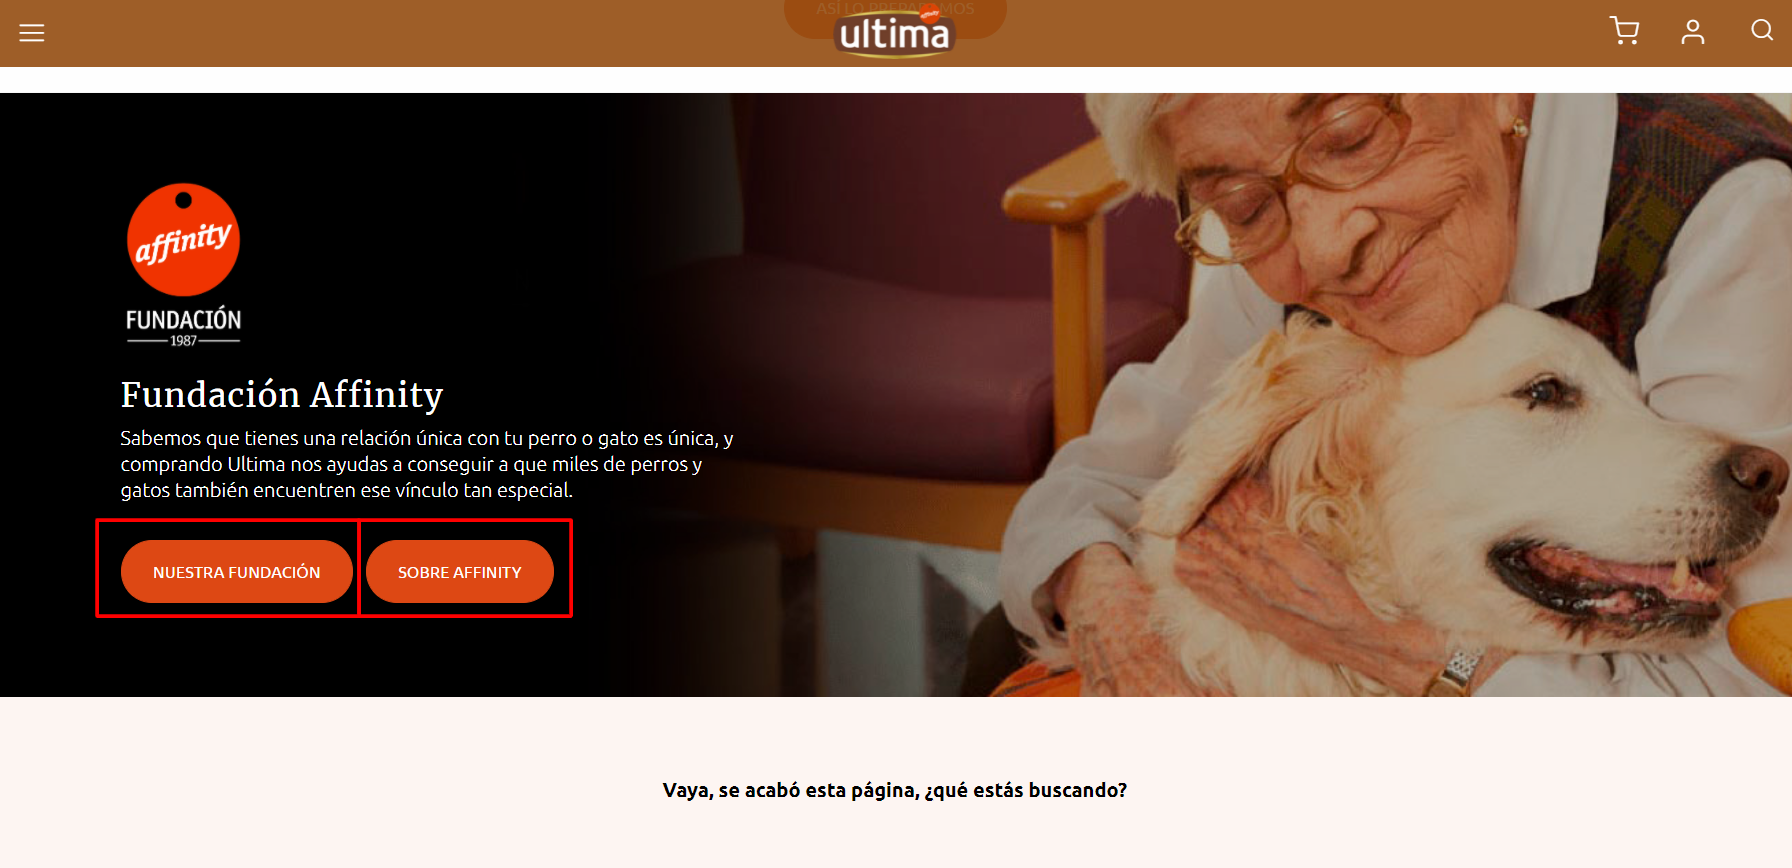 ASÍ LO PREPARAMOS
affinity
ultima
affinity
FUNDACIÓN
1987
Fundación Affinity
Sabemos que tienes una relación única con tu perro o gato es única, y
comprando Ultima nos ayudas a conseguir a que miles de perros y
gatos también encuentren ese vínculo tan especial.
NUESTRA FUNDACIÓN
SOBRE AFFINITY
Vaya, se acabó esta página, ¿qué estás buscando?